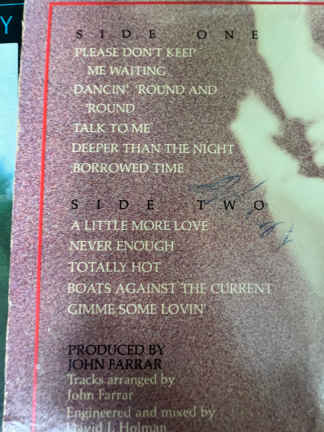 Y
SIDE ONE
PLEASE DON'T KEEP
ME WAITING
DANCIN' 'ROUND AND
'ROUND
TALK TO ME
DEEPER THAN THE NIGHT
BORROWED TIME
SIDE TWO
A LITTLE MORE LOVE
NEVER ENOUGH
TOTALLY HOT
BOATS AGAINST THE CURRENT
GIMME SOME LOVIN'
PRODUCED BY
JOHN FARRAR
Tracks arranged by
John Farrar
Engineered and mixed by
David J. Holman